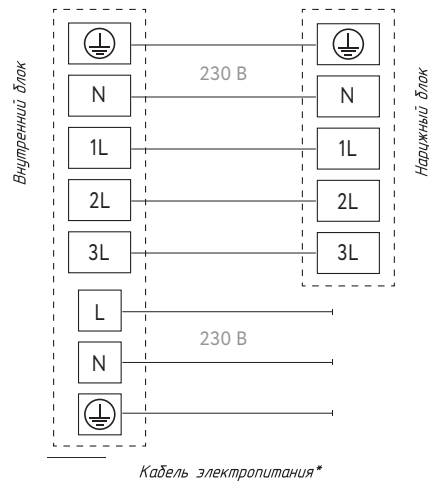 230 В
N N
1L 1L
2L 2L
3L 3L
L
230 В
N
Внутренний блок
Наружный блок
Кабель электропитания*